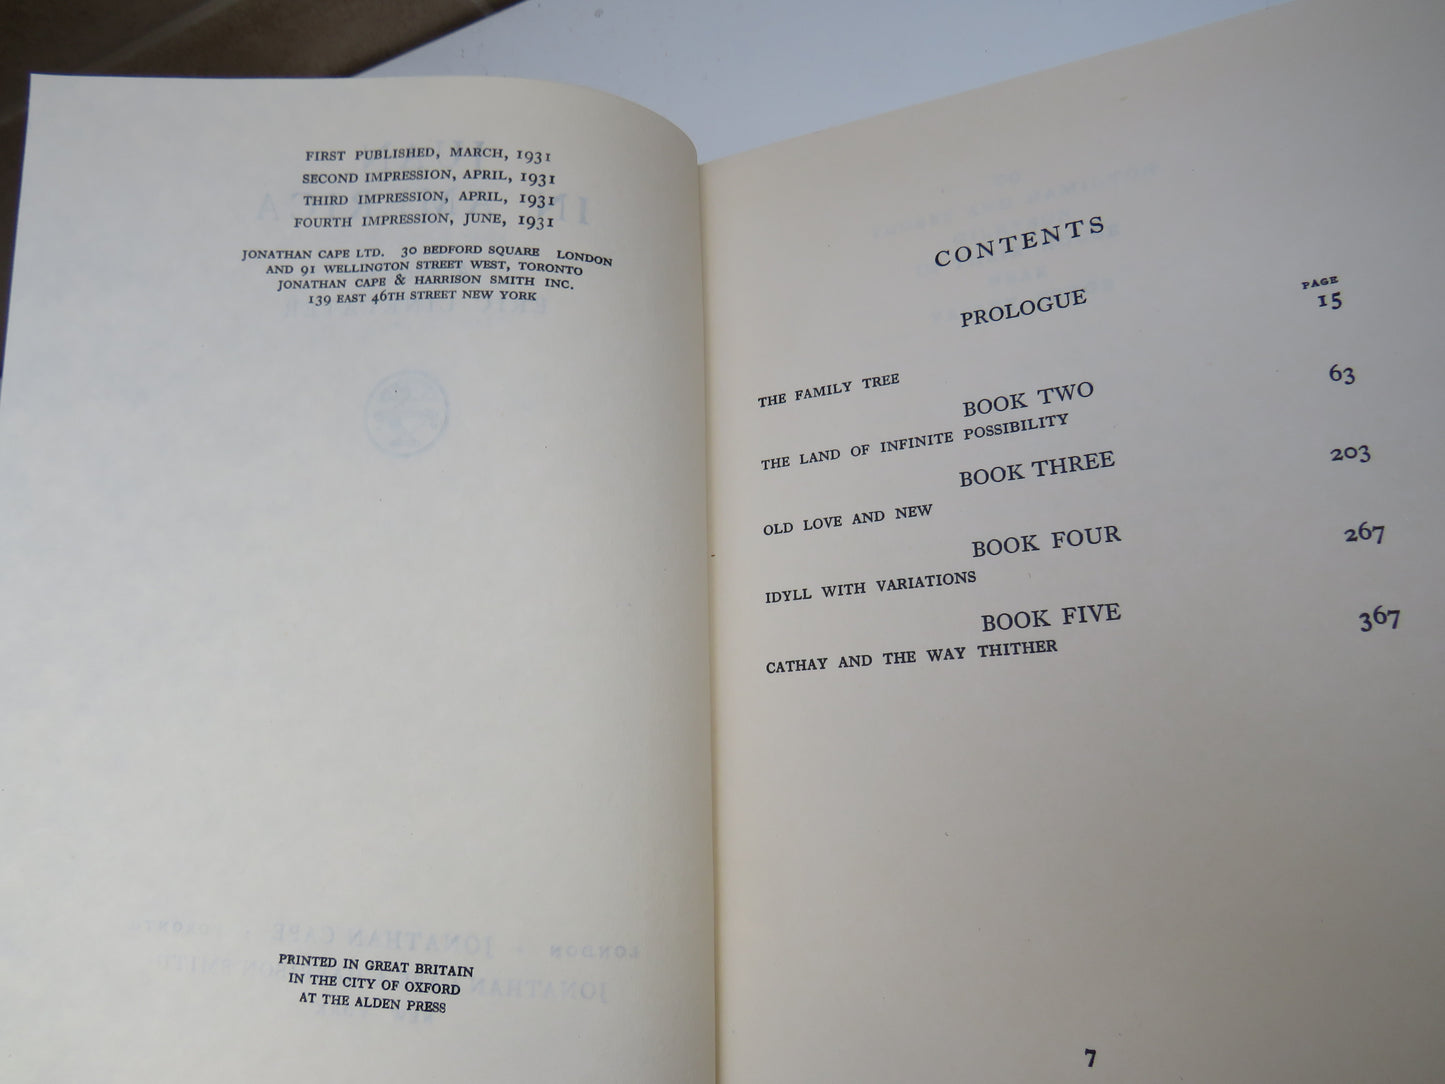 FIRST PUBLISHED, MARCH, 1931
SECOND IMPRESSION, APRIL, 1931
THIRD IMPRESSION, APRIL, 1931
FOURTH IMPRESSION, JUNE, 1931
JONATHAN CAPE LTD. 30 BEDFORD SQUARE LONDON
AND 91 WELLINGTON STREET WEST, TORONTO
JONATHAN CAPE & HARRISON SMITH INC.
139 EAST 46TH STREET NEW YORK
PRINTED IN GREAT BRITAIN
IN THE CITY OF OXFORD
AT THE ALDEN PRESS
CONTENTS
PAGE
PROLOGUE 15
THE FAMILY TREE
BOOK TWO 63
THE LAND OF INFINITE POSSIBILITY
BOOK THREE 203
OLD LOVE AND NEW
BOOK FOUR 267
IDYLL WITH VARIATIONS
BOOK FIVE 367
CATHAY AND THE WAY THITHER
7